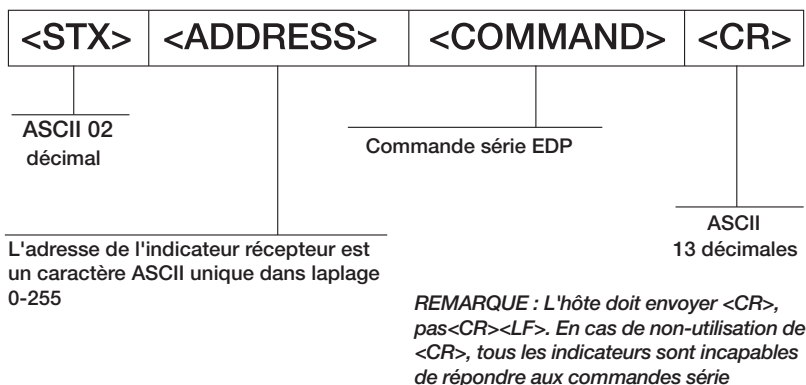 <STX> <ADDRESS> <COMMAND> <CR>
ASCII 02
décimal
Commande série EDP
ASCII
13 décimales
L'adresse de l'indicateur récepteur est
un caractère ASCII unique dans laplage
0-255
REMARQUE : L'hôte doit envoyer <CR>,
pas<CR><LF>. En cas de non-utilisation de
<CR>, tous les indicateurs sont incapables
de répondre aux commandes série